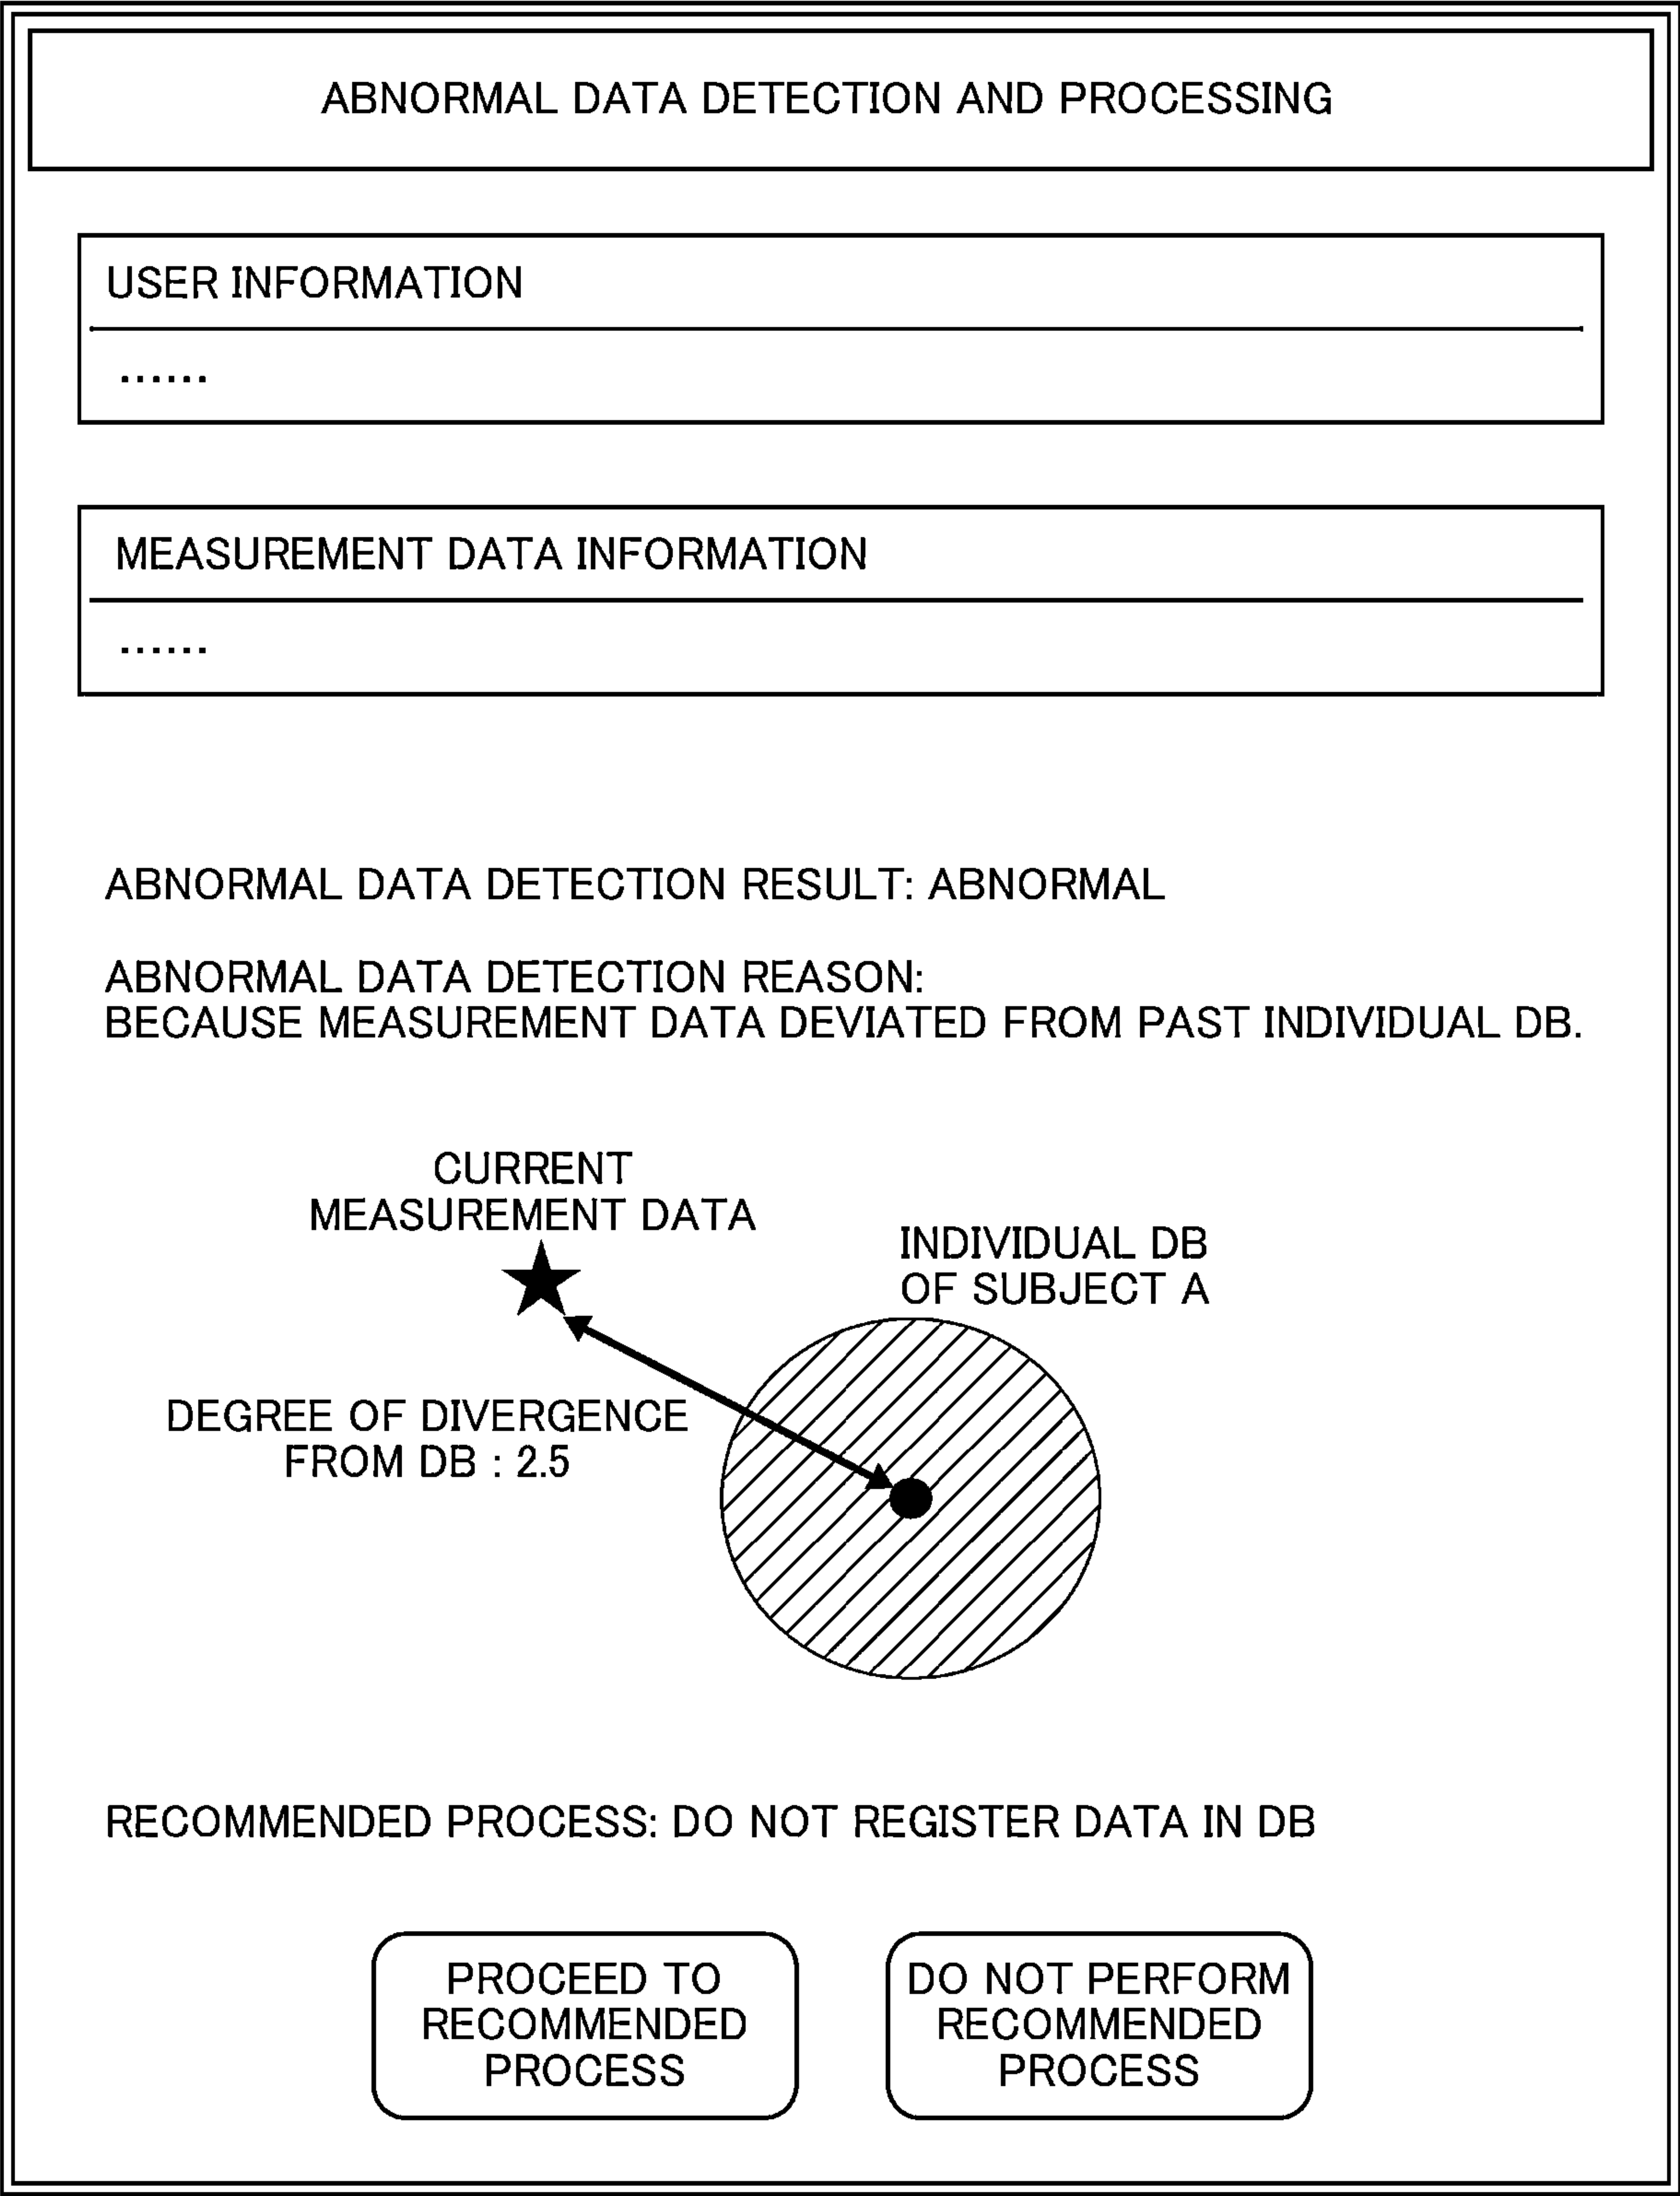 ABNORMAL DATA DETECTION AND PROCESSING
USER INFORMATION
......
MEASUREMENT DATA INFORMATION
......
ABNORMAL DATA DETECTION RESULT: ABNORMAL
ABNORMAL DATA DETECTION REASON:
BECAUSE MEASUREMENT DATA DEVIATED FROM PAST INDIVIDUAL DB.
CURRENT
MEASUREMENT DATA
INDIVIDUAL DB
OF SUBJECT A
DEGREE OF DIVERGENCE
FROM DB : 2.5
RECOMMENDED PROCESS: DO NOT REGISTER DATA IN DB
PROCEED TO
RECOMMENDED
PROCESS
DO NOT PERFORM
RECOMMENDED
PROCESS